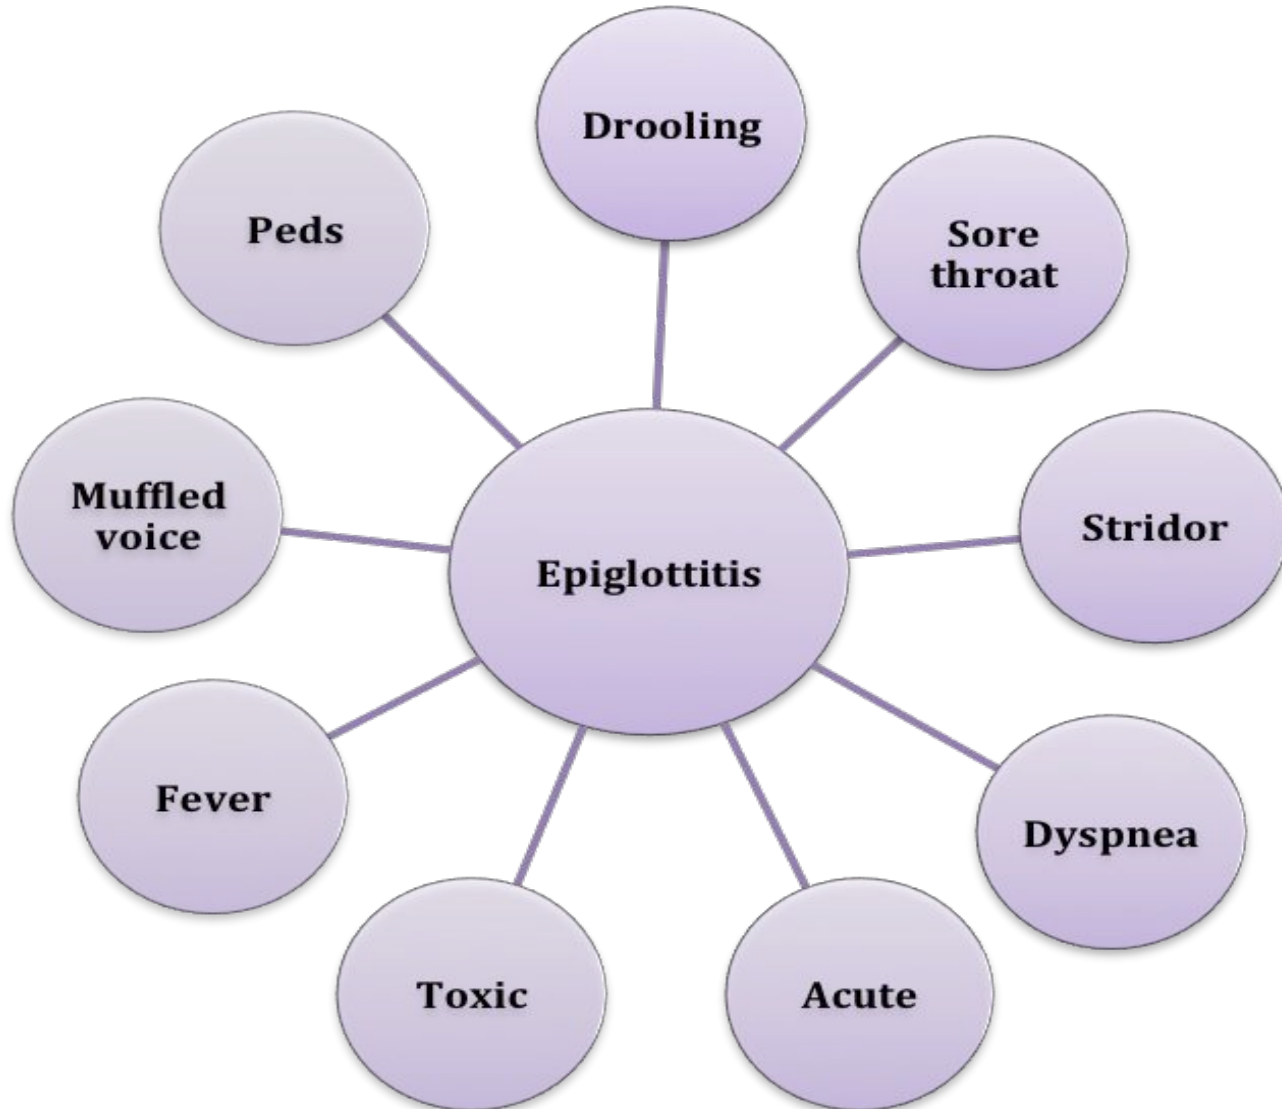 Drooling
Sore
throat
Stridor
Dyspnea
Acute
Toxic
Fever
Muffled
voice
Peds
Epiglottitis